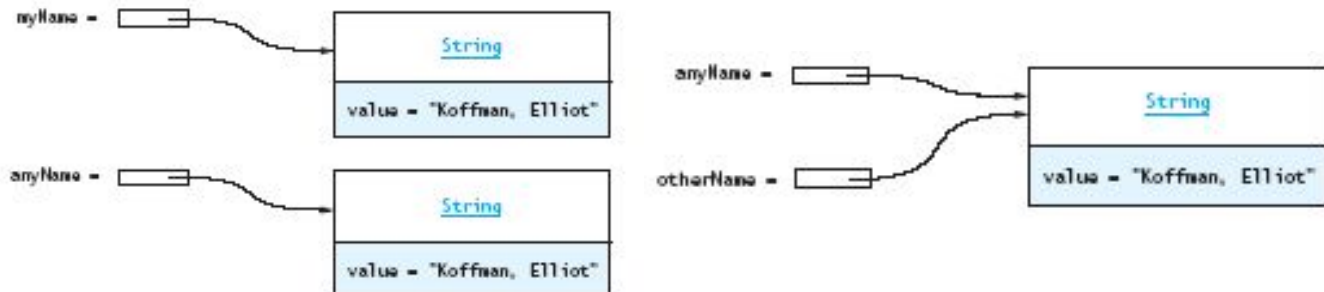 myName =
String
value = "Koffman, Elliot"
anyName =
String
value = "Koffman, Elliot"
anyName =
String
otherName =
value = "Koffman, Elliot"